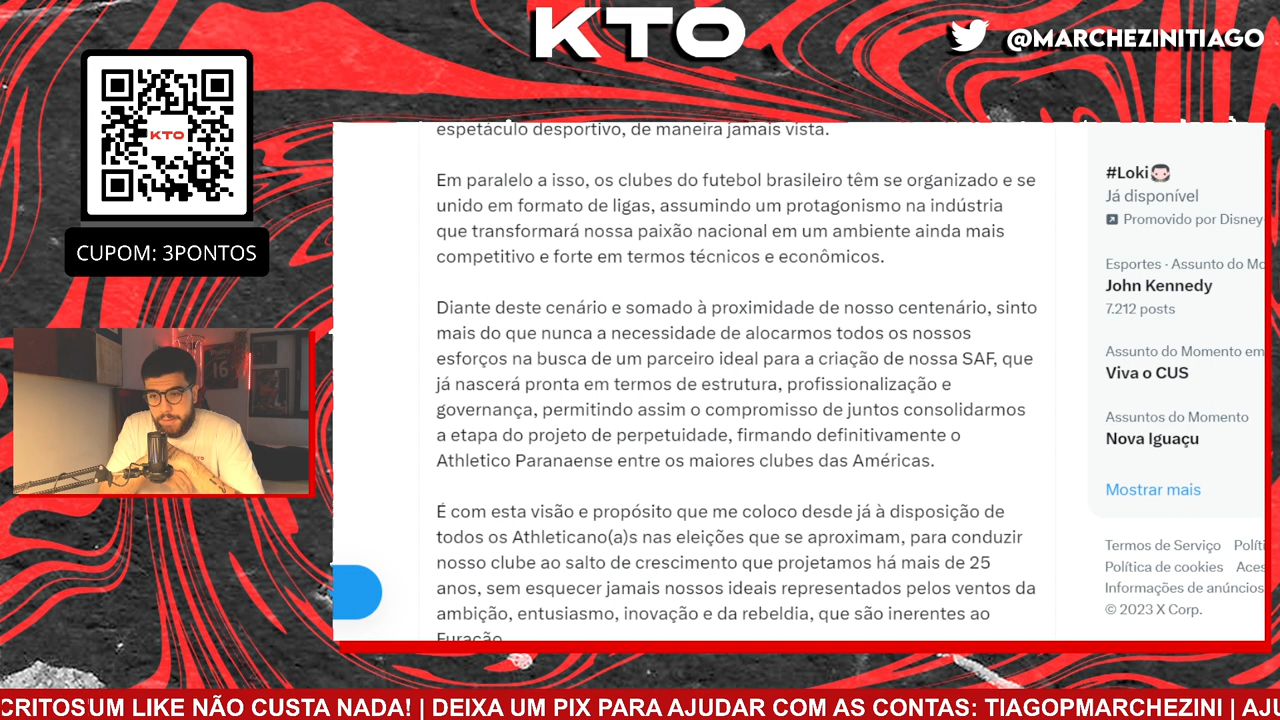 KTO
@MARCHEZINITIAGO
KTO
CUPOM: 3PONTOS
espetáculo desportivo, de maneira jamais vista.
Em paralelo a isso, os clubes do futebol brasileiro têm se organizado e se
unido em formato de ligas, assumindo um protagonismo na indústria
que transformará nossa paixão nacional em um ambiente ainda mais
competitivo e forte em termos técnicos e econômicos.
Diante deste cenário e somado à proximidade de nosso centenário, sinto
mais do que nunca a necessidade de alocarmos todos os nossos
esforços na busca de um parceiro ideal para a criação de nossa SAF, que
já nascerá pronta em termos de estrutura, profissionalização e
governança, permitindo assim o compromisso de juntos consolidarmos
a etapa do projeto de perpetuidade, firmando definitivamente o
Athletico Paranaense entre os maiores clubes das Américas.
É com esta visão e propósito que me coloco desde já à disposição de
todos os Athleticano(a)s nas eleições que se aproximam, para conduzir
nosso clube ao salto de crescimento que projetamos há mais de 25
anos, sem esquecer jamais nossos ideais representados pelos ventos da
ambição, entusiasmo, inovação e da rebeldia, que são inerentes ao
Furacão
#Loki
Já disponível
Promovido por Disney
Esportes · Assunto do Mo
John Kennedy
7.212 posts
Assunto do Momento em
Viva o CUS
Assuntos do Momento
Nova Iguaçu
Mostrar mais
Termos de Serviço Políti
Política de cookies Aces
Informações de anúncios
© 2023 X Corp.
16
CRITOS UM LIKE NÃO CUSTA NADA! | DEIXA UM PIX PARA AJUDAR COM AS CONTAS: TIAGOPMARCHEZINI | AJU